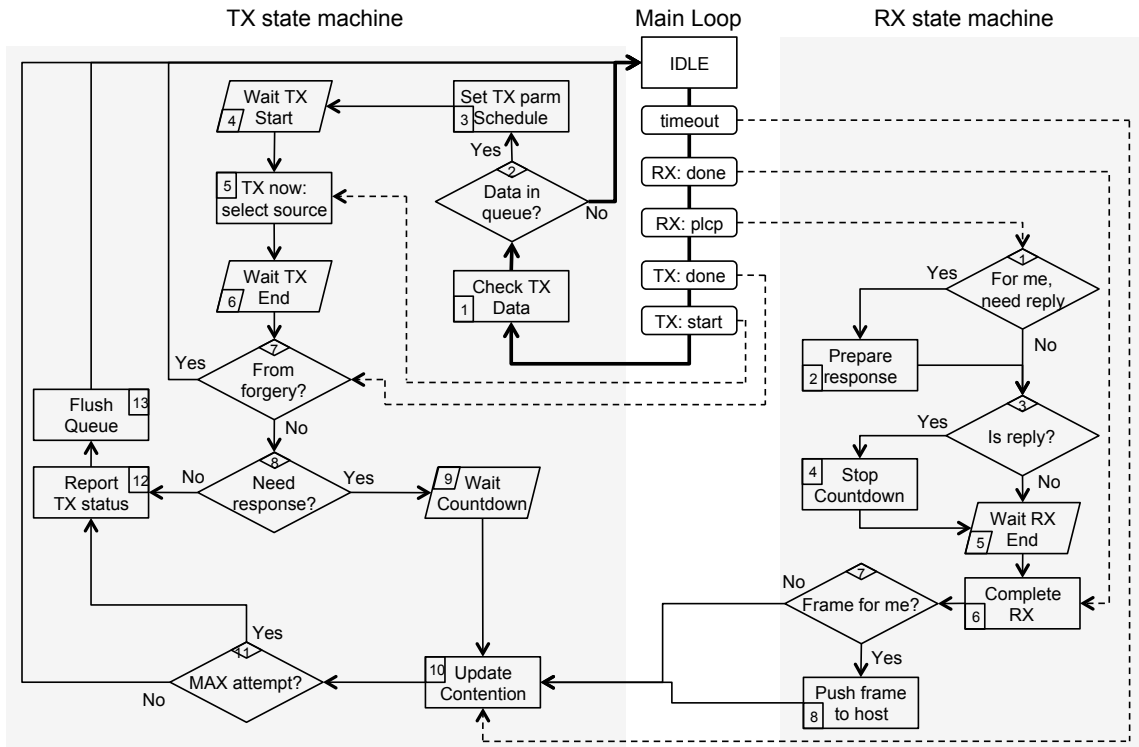 TX state machine
Main Loop
RX state machine
IDLE
timeout
RX: done
RX: plcp
TX: done
TX: start
Wait TX
Start
4
Set TX parm
Schedule
3
Yes
2
Data in
queue?
No
5
TX now:
select source
Wait TX
End
6
Check TX
Data
1
7
From
forgery?
Yes
No
Flush
Queue
13
8
Need
response?
No
Yes
Report
TX status
12
9
Wait
Countdown
10
Update
Contention
11
MAX attempt?
Yes
No
1
For me,
need reply
Yes
No
Prepare
response
2
3
Is reply?
Yes
No
4
Stop
Countdown
Wait RX
End
5
Complete
RX
6
7
Frame for me?
No
Yes
Push frame
to host
8